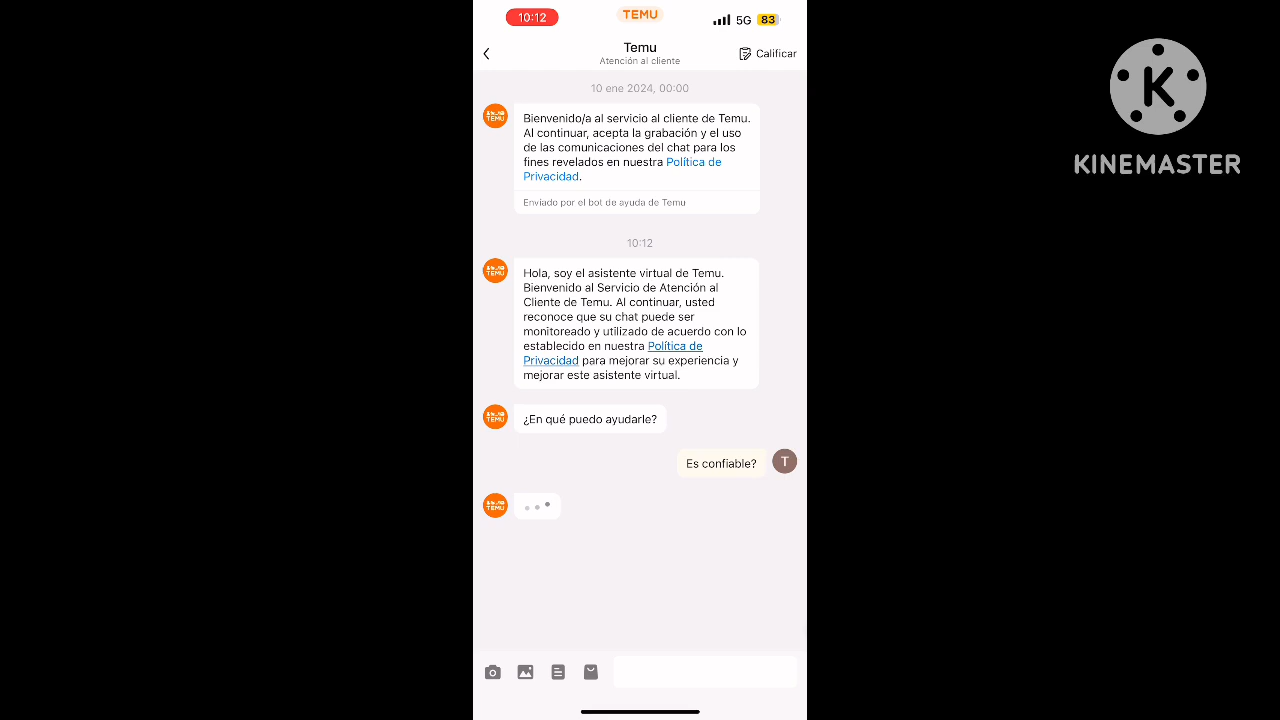 10:12
TEMU
5G
83
Temu
Atención al cliente
Calificar
10 ene 2024, 00:00
TEMU
Bienvenido/a al servicio al cliente de Temu.
Al continuar, acepta la grabación y el uso
de las comunicaciones del chat para los
fines revelados en nuestra Política de
Privacidad.
Enviado por el bot de ayuda de Temu
10:12
TEMU
Hola, soy el asistente virtual de Temu.
Bienvenido al Servicio de Atención al
Cliente de Temu. Al continuar, usted
reconoce que su chat puede ser
monitoreado y utilizado de acuerdo con lo
establecido en nuestra Política de
Privacidad para mejorar su experiencia y
mejorar este asistente virtual.
TEMU
¿En qué puedo ayudarle?
Es confiable?
T
TEMU
K
KINEMASTER